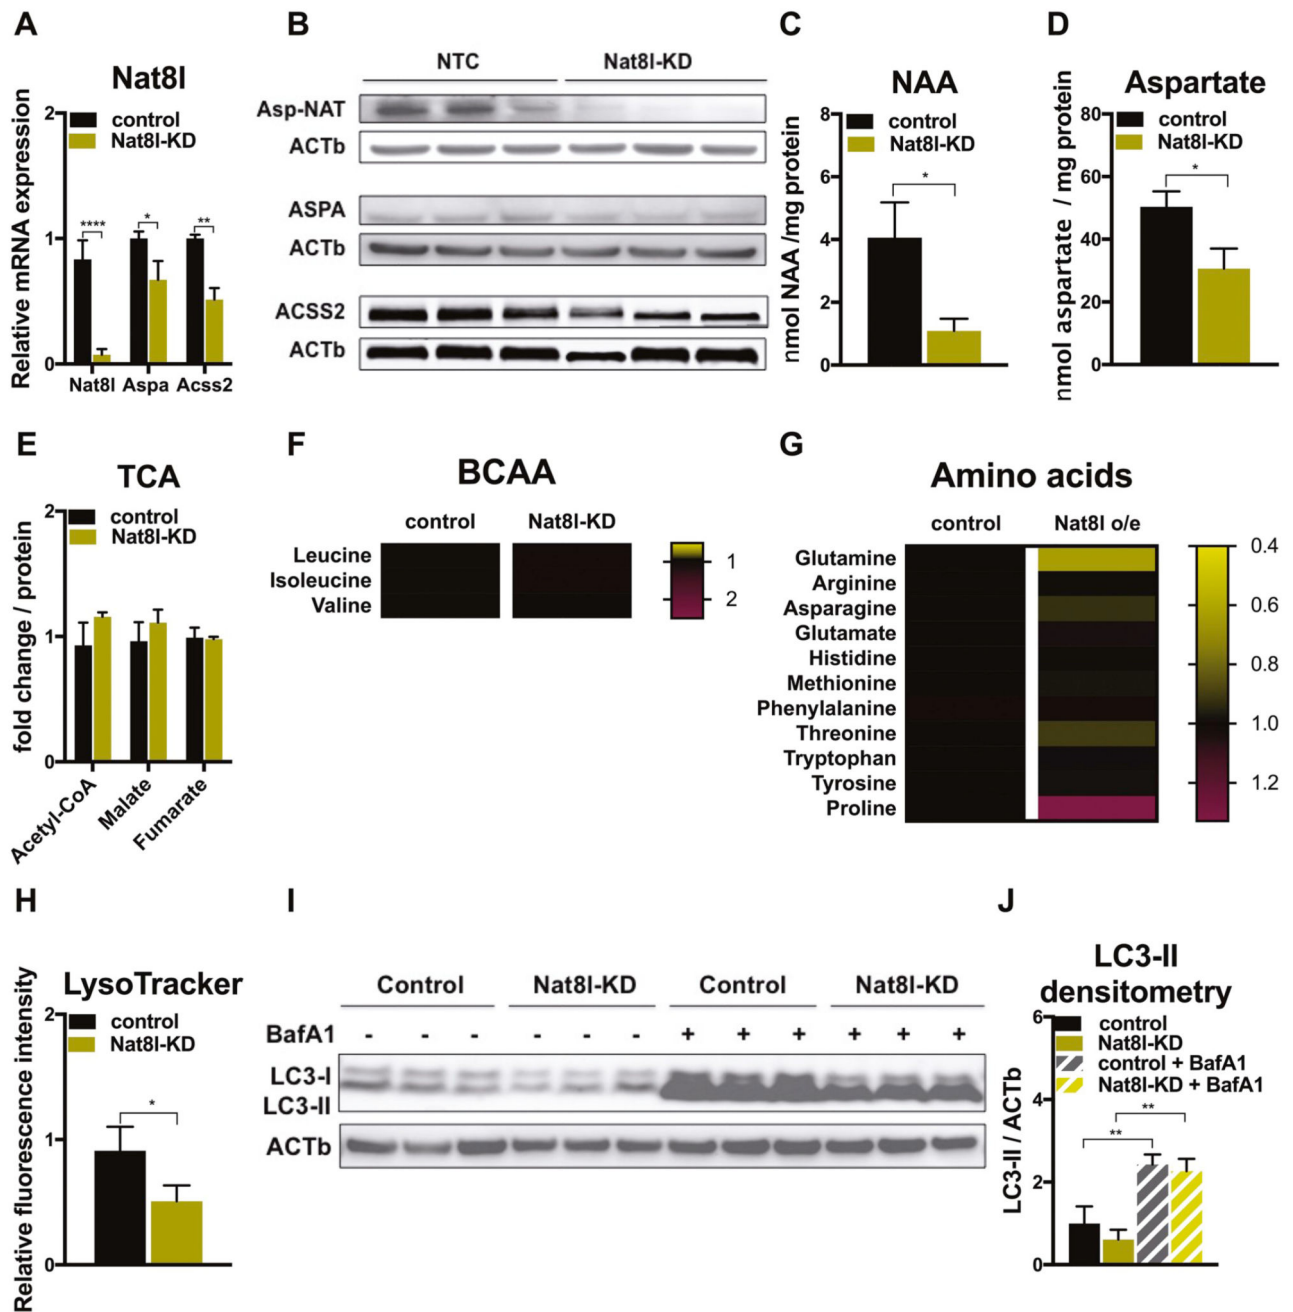 A
Nat8l
Relative mRNA expression
2
1
0
control
Nat8l-KD
****
*
**
Nat8l Aspa Acss2
B
NTC Nat8l-KD
Asp-NAT
ACTb
ASPA
ACTb
ACSS2
ACTb
C
NAA
nmol NAA /mg protein
8
6
4
2
0
control
Nat8l-KD
*
D
Aspartate
nmol aspartate / mg protein
80
60
40
20
0
control
Nat8l-KD
*
E
TCA
fold change / protein
2
1
0
control
Nat8l-KD
Acetyl-CoA
Malate
Fumarate
F
BCAA
control Nat8l-KD
Leucine
Isoleucine
Valine
1
2
G
Amino acids
control Nat8l o/e
Glutamine
Arginine
Asparagine
Glutamate
Histidine
Methionine
Phenylalanine
Threonine
Tryptophan
Tyrosine
Proline
0.4
0.6
0.8
1.0
1.2
H
LysoTracker
Relative fluorescence intensity
2
1
0
control
Nat8l-KD
*
I
Control Nat8l-KD Control Nat8l-KD
BafA1 - - - - - - + + + + + +
LC3-I
LC3-II
ACTb
J
LC3-II
densitometry
LC3-II / ACTb
6
4
2
0
control
Nat8l-KD
control + BafA1
Nat8l-KD + BafA1
**
**